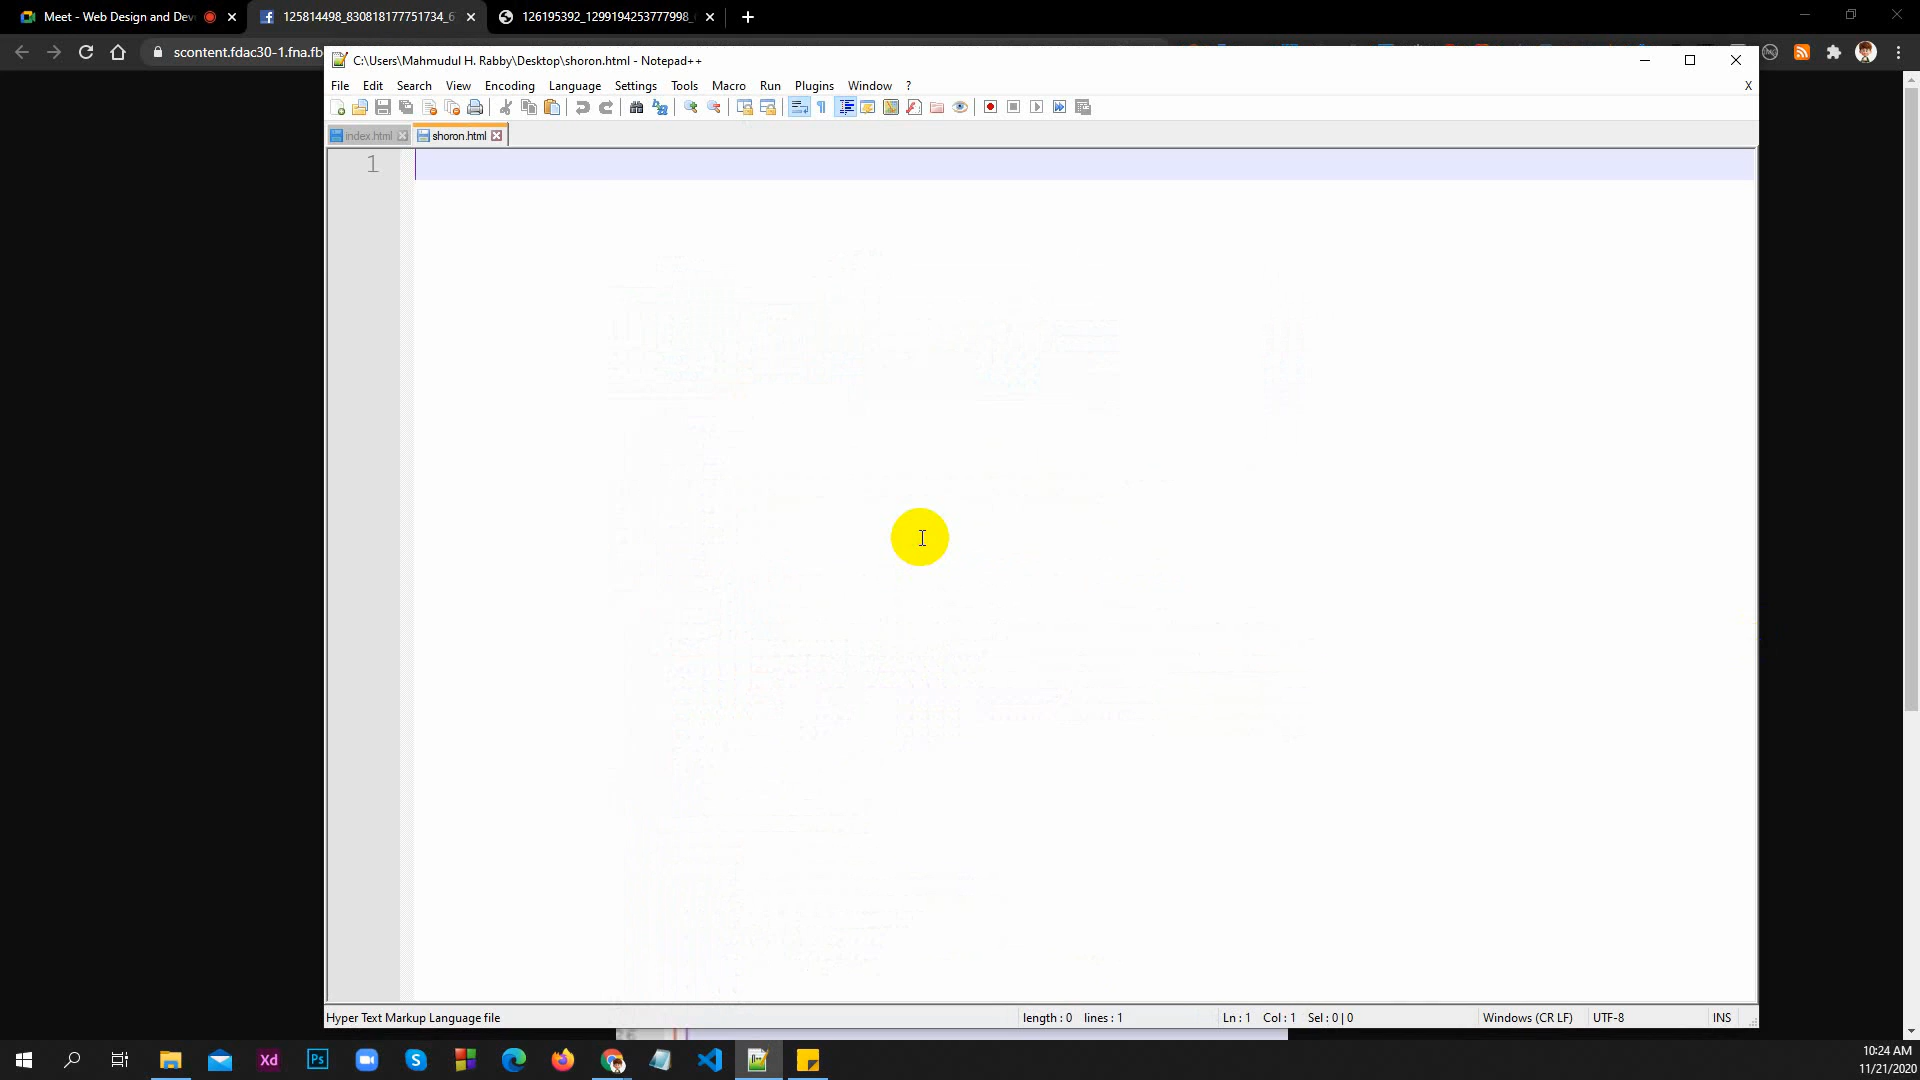 Meet - Web Design and Dev
125814498_830818177751734_6
126195392_1299194253777998_
scontent.fdac30-1.fna.fb
C:\Users\Mahmudul H. Rabby\Desktop\shoron.html - Notepad++
File Edit Search View Encoding Language Settings Tools Macro Run Plugins Window ? X
index.html shoron.html
1
Hyper Text Markup Language file length : 0 lines : 1 Ln : 1 Col : 1 Sel : 0 | 0 Windows (CR LF) UTF-8 INS
Xd Ps S
10:24 AM
11/21/2020